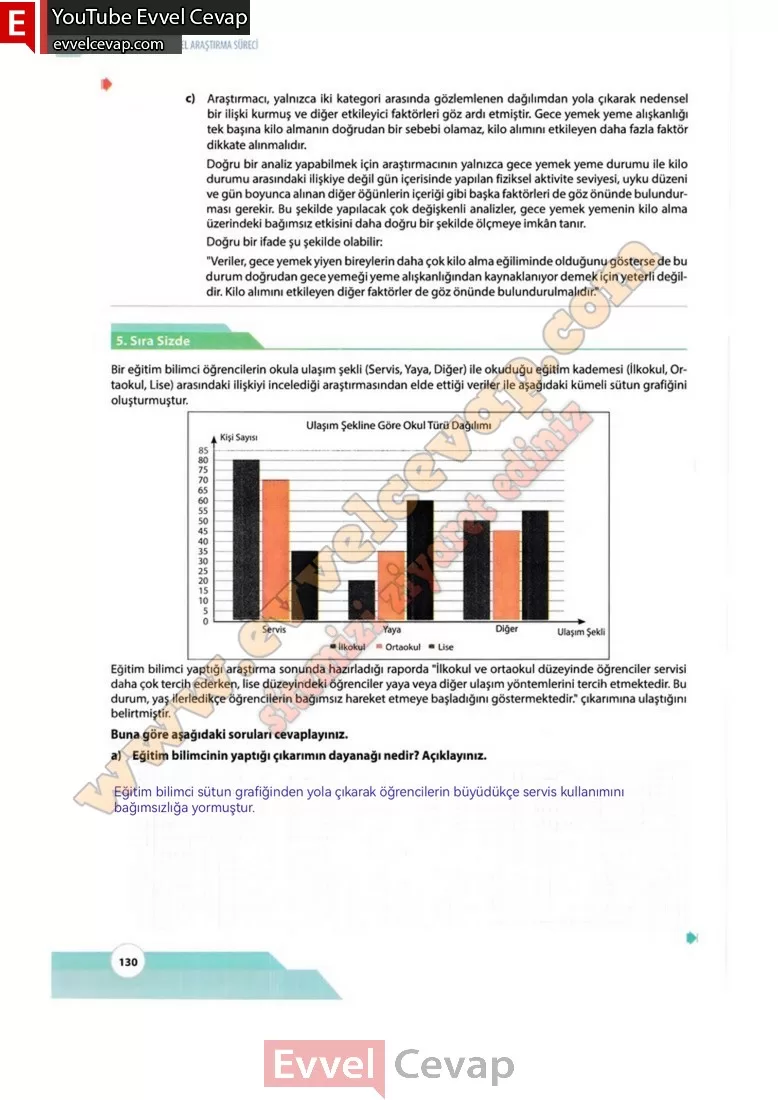 E YouTube Evvel Cevap
evvelcevap.com EL ARAŞTIRMA SÜRECİ
c) Araştırmacı, yalnızca iki kategori arasında gözlemlenen dağılımdan yola çıkarak nedensel
bir ilişki kurmuş ve diğer etkileyici faktörleri göz ardı etmiştir. Gece yemek yeme alışkanlığı
tek başına kilo almanın doğrudan bir sebebi olamaz, kilo alımını etkileyen daha fazla faktör
dikkate alınmalıdır.
Doğru bir analiz yapabilmek için araştırmacının yalnızca gece yemek yeme durumu ile kilo
durumu arasındaki ilişkiye değil gün içerisinde yapılan fiziksel aktivite seviyesi, uyku düzeni
ve gün boyunca alınan diğer öğünlerin içeriği gibi başka faktörleri de göz önünde bulundur-
ması gerekir. Bu şekilde yapılacak çok değişkenli analizler, gece yemek yemenin kilo alma
üzerindeki bağımsız etkisini daha doğru bir şekilde ölçmeye imkân tanır.
Doğru bir ifade şu şekilde olabilir:
"Veriler, gece yemek yiyen bireylerin daha çok kilo alma eğiliminde olduğunu gösterse de bu
durum doğrudan gece yemeği yeme alışkanlığından kaynaklanıyor demek için yeterli değil-
dir. Kilo alımını etkileyen diğer faktörler de göz önünde bulundurulmalıdır."
5. Sıra Sizde
Bir eğitim bilimci öğrencilerin okula ulaşım şekli (Servis, Yaya, Diğer) ile okuduğu eğitim kademesi (İlkokul, Or-
taokul, Lise) arasındaki ilişkiyi incelediği araştırmasından elde ettiği veriler ile aşağıdaki kümeli sütun grafiğini
oluşturmuştur.
Ulaşım Şekline Göre Okul Türü Dağılımı
Kişi Sayısı
85
80
75
70
65
60
55
50
45
40
35
30
25
20
15
10
5
0
Servis Yaya Diğer Ulaşım Şekli
İlkokul Ortaokul Lise
Eğitim bilimci yaptığı araştırma sonunda hazırladığı raporda "İlkokul ve ortaokul düzeyinde öğrenciler servisi
daha çok tercih ederken, lise düzeyindeki öğrenciler yaya veya diğer ulaşım yöntemlerini tercih etmektedir. Bu
durum, yaş ilerledikçe öğrencilerin bağımsız hareket etmeye başladığını göstermektedir." çıkarımına ulaştığını
belirtmiştir.
Buna göre aşağıdaki soruları cevaplayınız.
a) Eğitim bilimcinin yaptığı çıkarımın dayanağı nedir? Açıklayınız.
Eğitim bilimci sütun grafiğinden yola çıkarak öğrencilerin büyüdükçe servis kullanımını
bağımsızlığa yormuştur.
www.evvelcevap.com
sitemizi ziyaret ediniz
130
Evvel Cevap